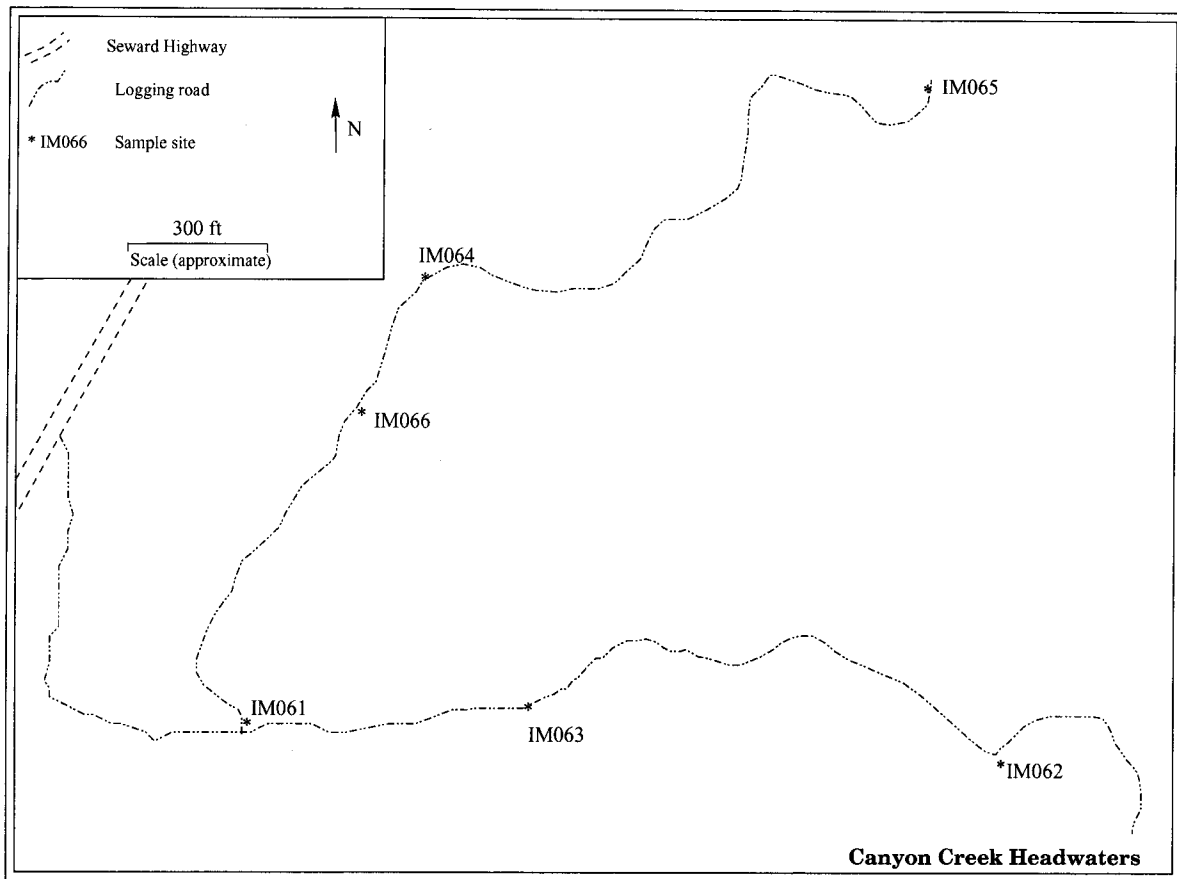 Seward Highway
Logging road
* IM066 Sample site
N
300 ft
Scale (approximate)
* IM065
IM064
*
* IM066
* IM061
*
IM063
* IM062
Canyon Creek Headwaters